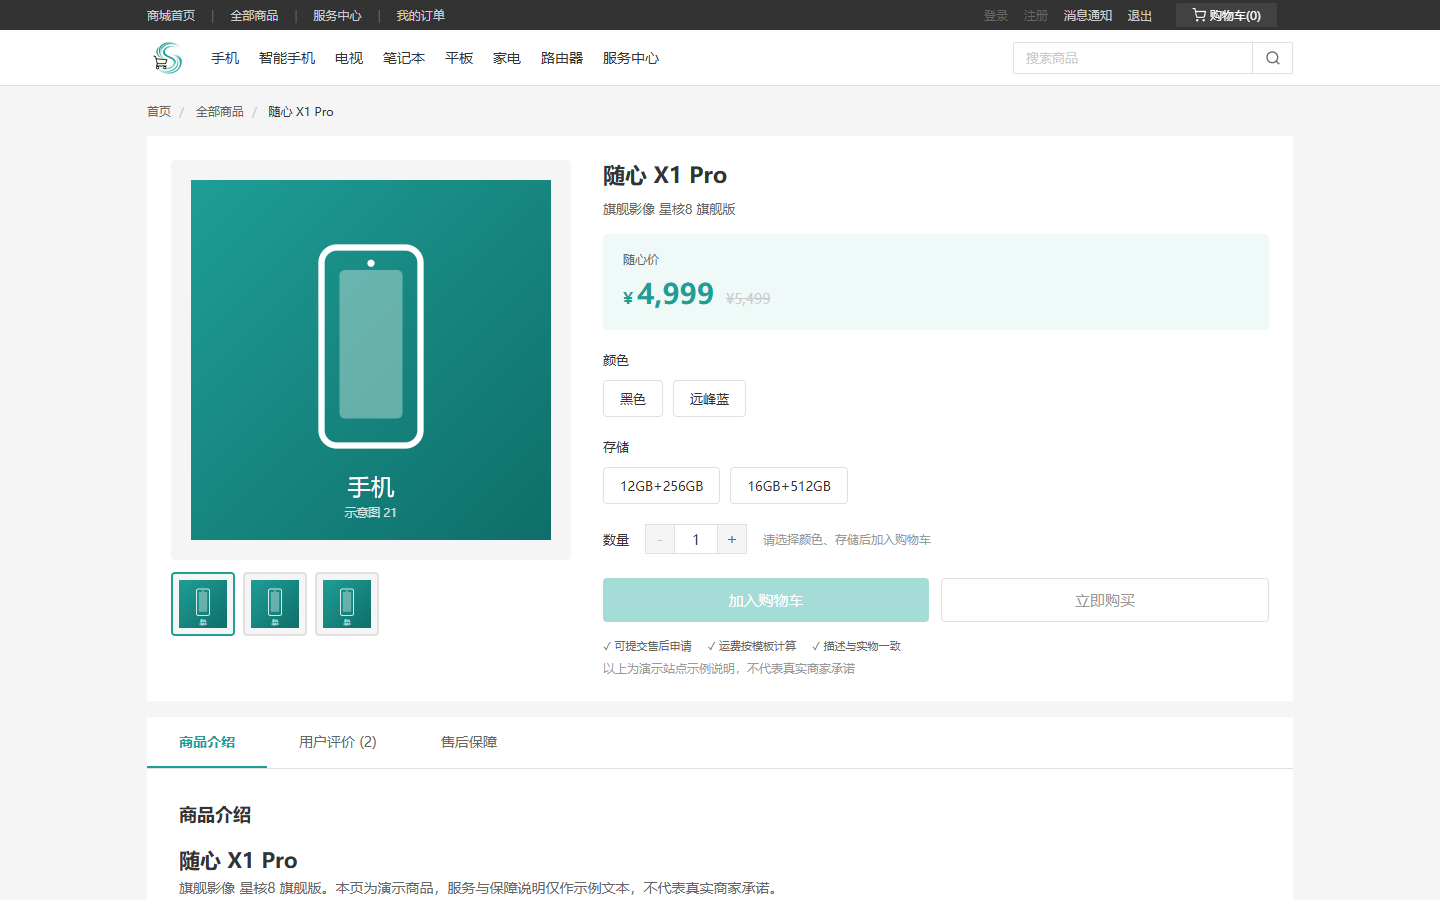 商城首页 | 全部商品 | 服务中心 | 我的订单 登录 注册 消息通知 退出 购物车(0)
手机 智能手机 电视 笔记本 平板 家电 路由器 服务中心 搜索商品
首页 / 全部商品 / 随心 X1 Pro
手机
示意图 21
随心 X1 Pro
旗舰影像 星核8 旗舰版
随心价
¥ 4,999 ¥5,499
颜色
黑色 远峰蓝
存储
12GB+256GB 16GB+512GB
数量 - 1 + 请选择颜色、存储后加入购物车
加入购物车 立即购买
✓ 可提交售后申请 ✓ 运费按模板计算 ✓ 描述与实物一致
以上为演示站点示例说明，不代表真实商家承诺
商品介绍 用户评价 (2) 售后保障
商品介绍
随心 X1 Pro
旗舰影像 星核8 旗舰版。本页为演示商品，服务与保障说明仅作示例文本，不代表真实商家承诺。